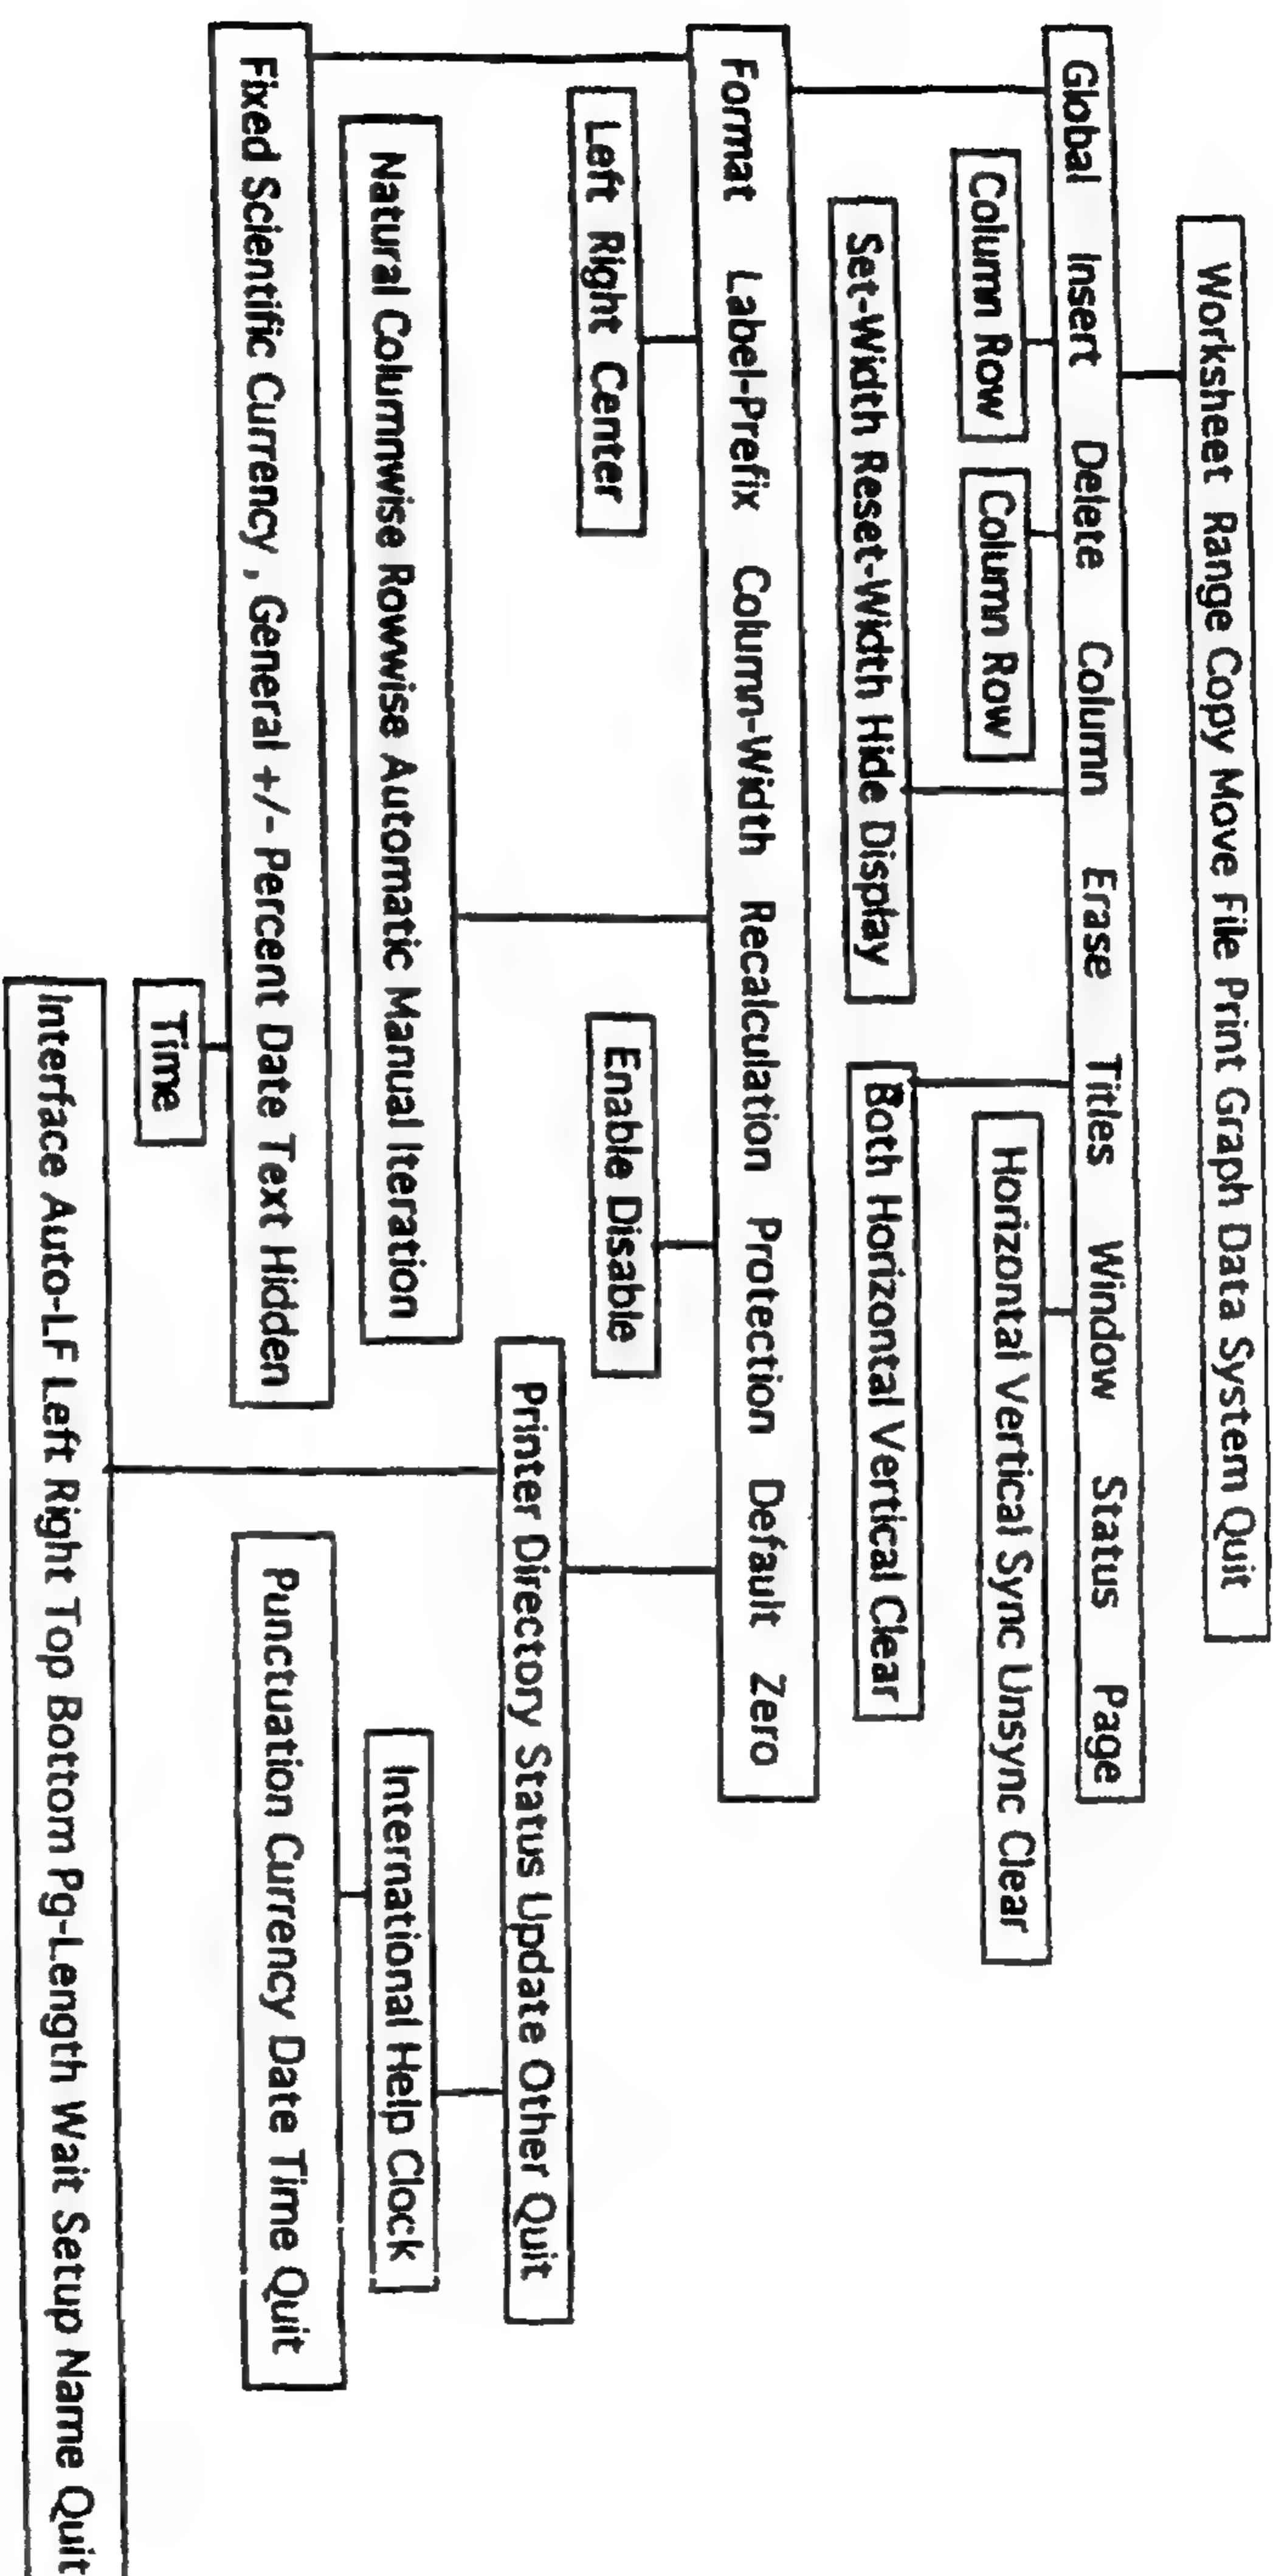 Worksheet Range Copy Move File Print Graph Data System Quit
Global Insert Delete Column Erase Titles Window Status Page
Column Row
Column Row
Horizontal Vertical Sync Unsync Clear
Set-Width Reset-Width Hide Display
Both Horizontal Vertical Clear
Format Label-Prefix Column-Width Recalculation Protection Default Zero
Left Right Center
Enable Disable
Printer Directory Status Update Other Quit
Natural Columnwise Rowwise Automatic Manual Iteration
International Help Clock
Fixed Scientific Currency , General +/- Percent Date Text Hidden
Punctuation Currency Date Time Quit
Time
Interface Auto-LF Left Right Top Bottom Pg-Length Wait Setup Name Quit